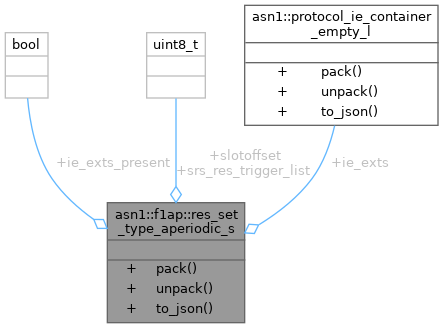 asn1::protocol_ie_container
_empty_l
+ pack()
+ unpack()
+ to_json()
bool
uint8_t
+ie_exts_present
+slotoffset
+srs_res_trigger_list
+ie_exts
asn1::f1ap::res_set
_type_aperiodic_s
+ pack()
+ unpack()
+ to_json()